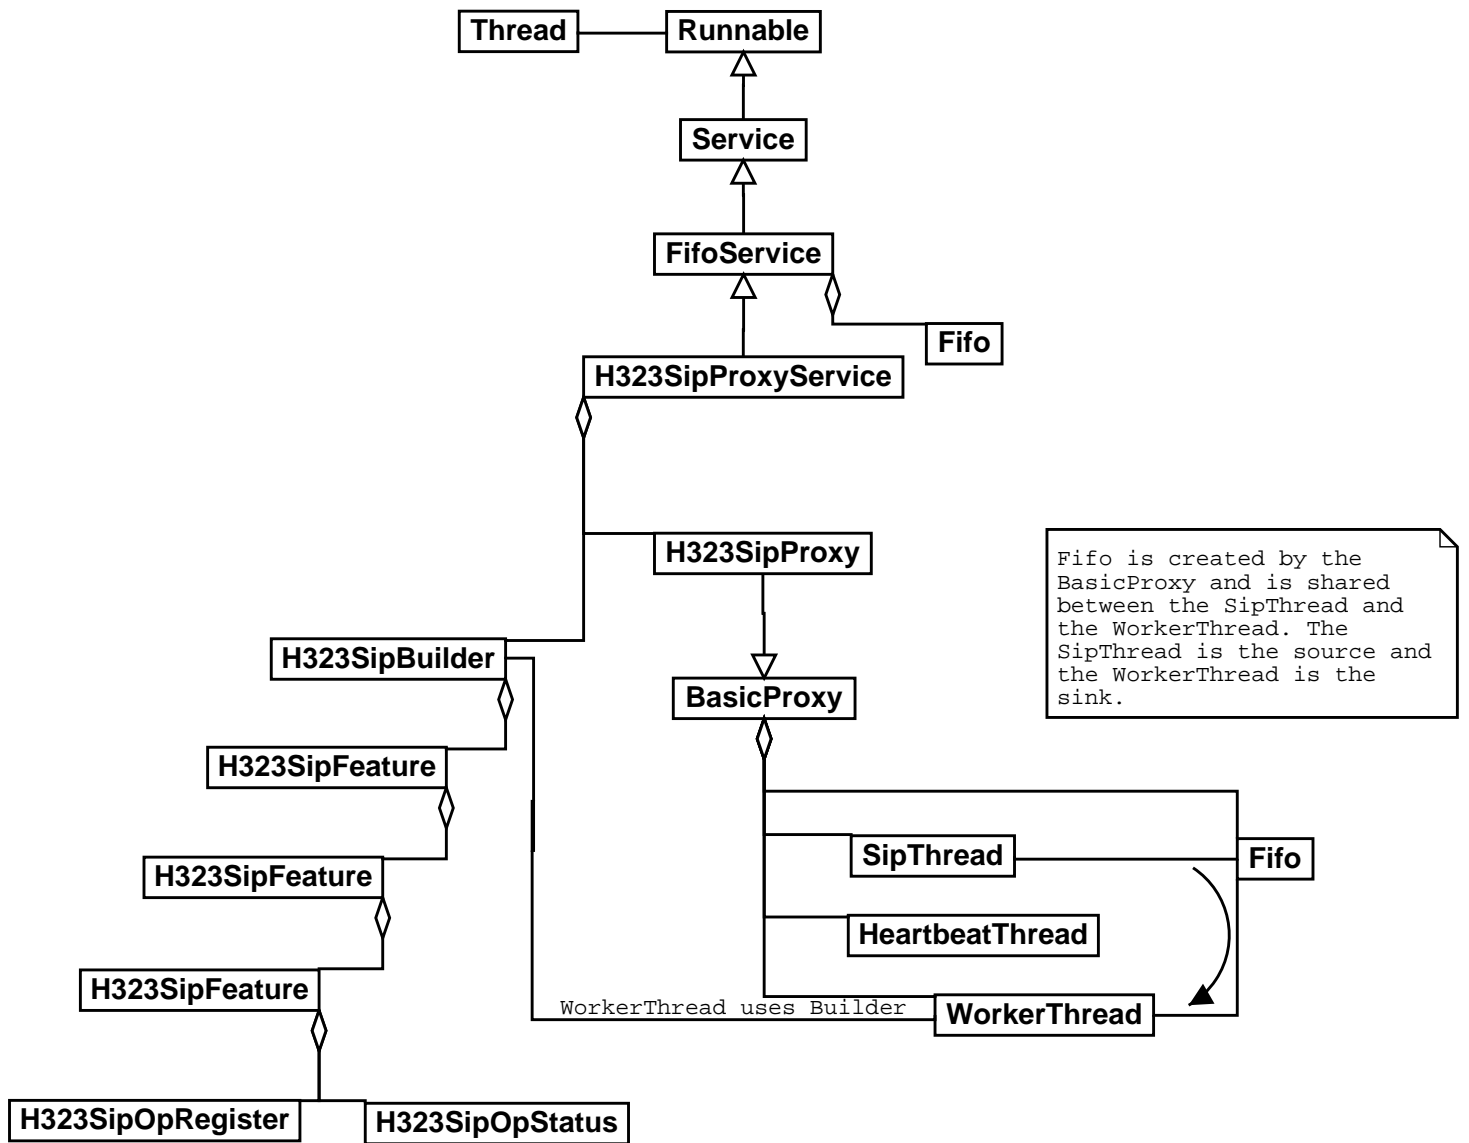 Thread
Runnable
Service
FifoService
Fifo
H323SipProxyService
H323SipProxy
Fifo is created by the
BasicProxy and is shared
between the SipThread and
the WorkerThread. The
SipThread is the source and
the WorkerThread is the
sink.
H323SipBuilder
BasicProxy
H323SipFeature
SipThread
Fifo
H323SipFeature
HeartbeatThread
H323SipFeature
WorkerThread uses Builder
WorkerThread
H323SipOpRegister
H323SipOpStatus